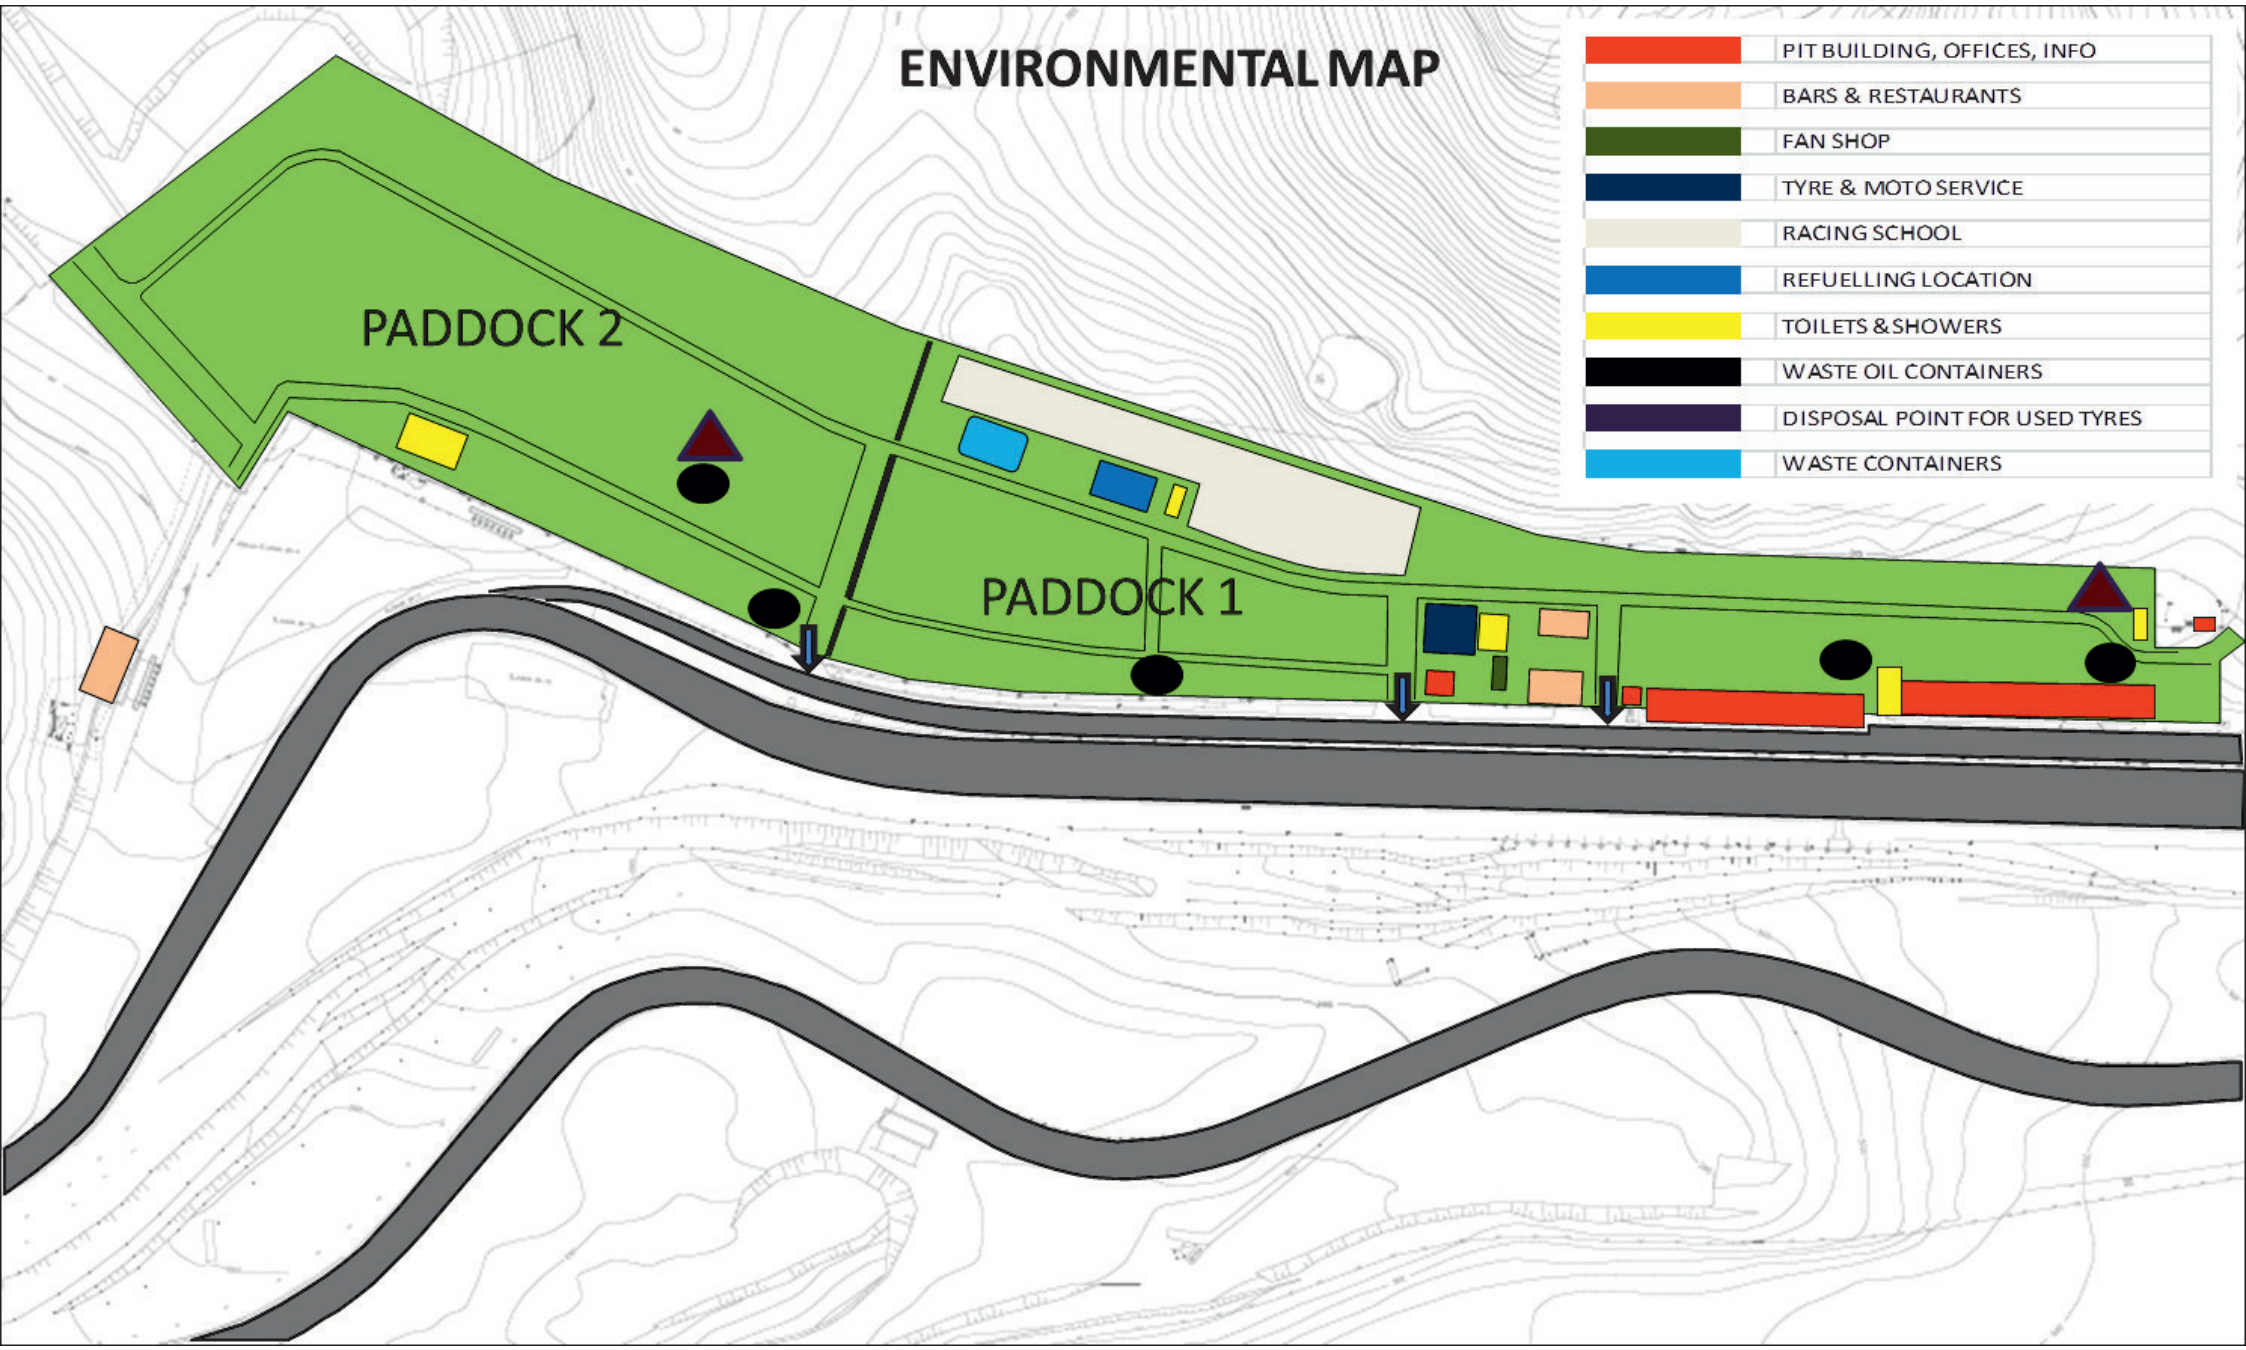 ENVIRONMENTAL MAP
PIT BUILDING, OFFICES, INFO
BARS & RESTAURANTS
FAN SHOP
TYRE & MOTO SERVICE
RACING SCHOOL
REFUELLING LOCATION
TOILETS & SHOWERS
WASTE OIL CONTAINERS
DISPOSAL POINT FOR USED TYRES
WASTE CONTAINERS
PADDOCK 2
PADDOCK 1